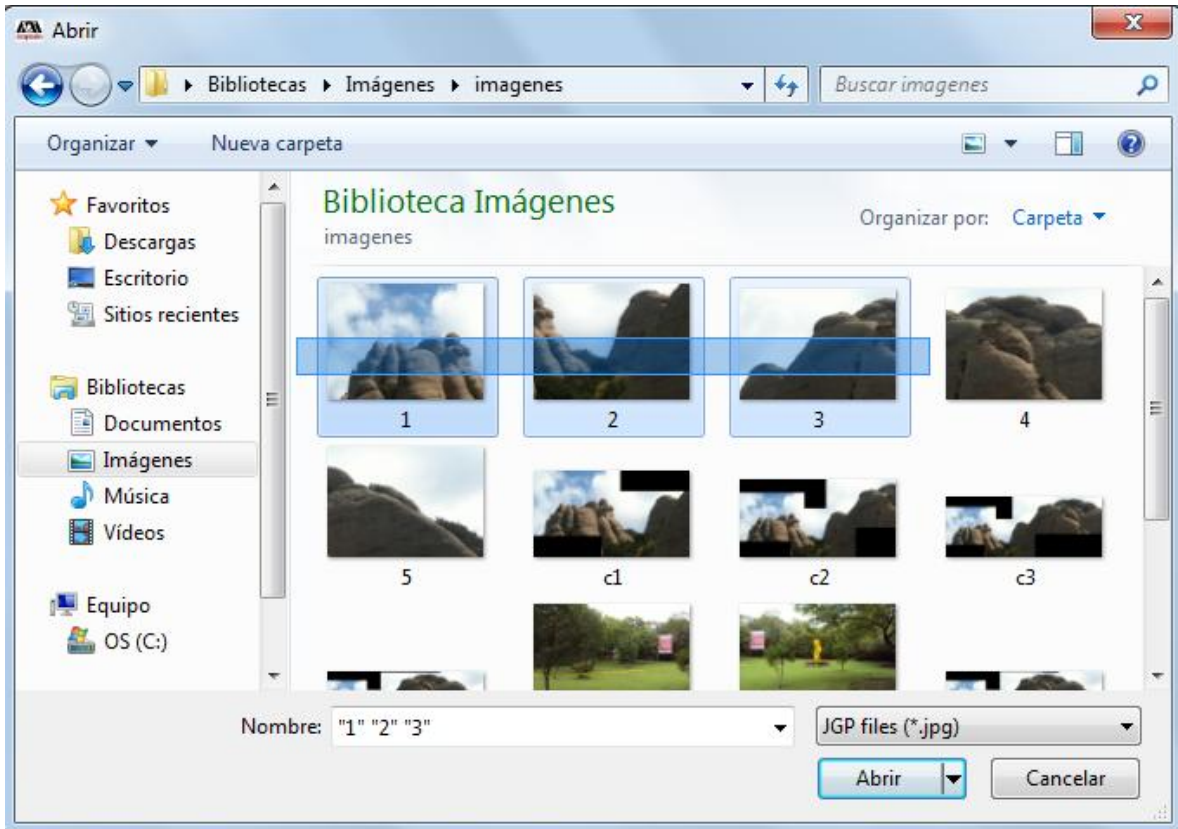 Abrir
Bibliotecas Imágenes imagenes
Buscar imagenes
Organizar Nueva carpeta
Favoritos
Descargas
Escritorio
Sitios recientes
Bibliotecas
Documentos
Imágenes
Música
Vídeos
Equipo
OS (C:)
Biblioteca Imágenes
imagenes
Organizar por: Carpeta
1 2 3 4
5 c1 c2 c3
Nombre: "1" "2" "3"
JGP files (*.jpg)
Abrir Cancelar